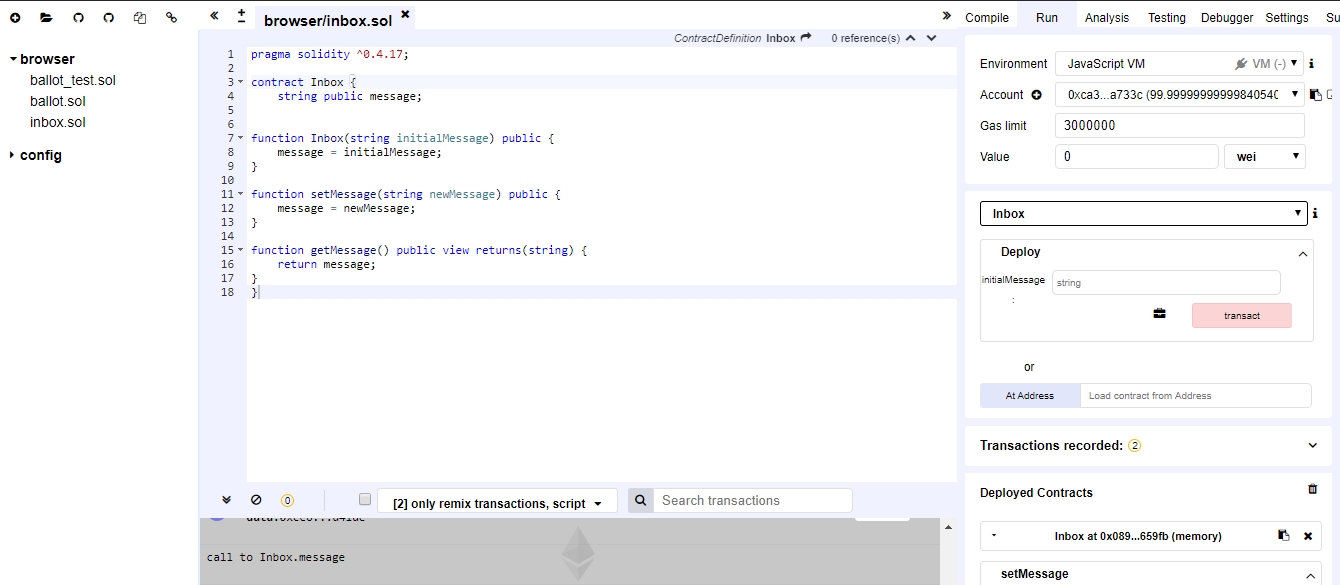 browser/inbox.sol
Compile Run Analysis Testing Debugger Settings Su
ContractDefinition Inbox 0 reference(s)
browser
ballot_test.sol
ballot.sol
inbox.sol
config
1 pragma solidity ^0.4.17;
2
3 contract Inbox {
4 string public message;
5
6
7 function Inbox(string initialMessage) public {
8 message = initialMessage;
9 }
10
11 function setMessage(string newMessage) public {
12 message = newMessage;
13 }
14
15 function getMessage() public view returns(string) {
16 return message;
17 }
18 }
[2] only remix transactions, script
Search transactions
0
call to Inbox.message
Environment JavaScript VM VM (-)
Account 0xca3...a733c (99.99999999999840540
Gas limit 3000000
Value 0 wei
Inbox
Deploy
initialMessage string
:
transact
or
At Address Load contract from Address
Transactions recorded: 2
Deployed Contracts
Inbox at 0x089...659fb (memory)
setMessage